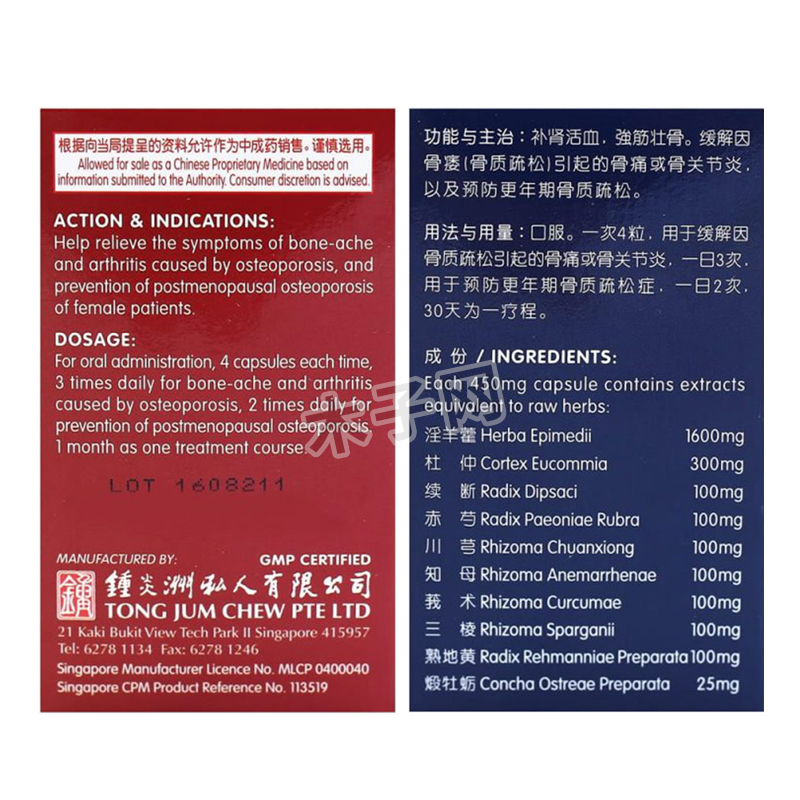 根据向当局提呈的资料允许作为中成药销售。谨慎选用。
Allowed for sale as a Chinese Proprietary Medicine based on
information submitted to the Authority. Consumer discretion is advised.
ACTION & INDICATIONS:
Help relieve the symptoms of bone-ache
and arthritis caused by osteoporosis, and
prevention of postmenopausal osteoporosis
of female patients.
DOSAGE:
For oral administration, 4 capsules each time,
3 times daily for bone-ache and arthritis
caused by osteoporosis, 2 times daily for
prevention of postmenopausal osteoporosis
1 month as one treatment course.
LOT 1608211
MANUFACTURED BY: GMP CERTIFIED
鍾
鍾炎洲私人有限公司
TONG JUM CHEW PTE LTD
21 Kaki Bukit View Tech Park II Singapore 415957
Tel: 6278 1134 Fax: 6278 1246
Singapore Manufacturer Licence No. MLCP 0400040
Singapore CPM Product Reference No. 113519
功能与主治：补肾活血，強筋壮骨。缓解因
骨痿(骨质疏松)引起的骨痛或骨关节炎，
以及预防更年期骨质疏松。
用法与用量：口服。一次4粒，用于缓解因
骨质疏松引起的骨痛或骨关节炎，一日3次，
用于预防更年期骨质疏松症，一日2次，
30天为一疗程。
成份 / INGREDIENTS:
Each 450mg capsule contains extracts
equivalent to raw herbs:
淫羊藿 Herba Epimedii 1600mg
杜仲 Cortex Eucommia 300mg
续断 Radix Dipsaci 100mg
赤芍 Radix Paeoniae Rubra 100mg
川芎 Rhizoma Chuanxiong 100mg
知母 Rhizoma Anemarrhenae 100mg
莪术 Rhizoma Curcumae 100mg
三棱 Rhizoma Sparganii 100mg
熟地黄 Radix Rehmanniae Preparata 100mg
煅牡蛎 Concha Ostreae Preparata 25mg
木子网